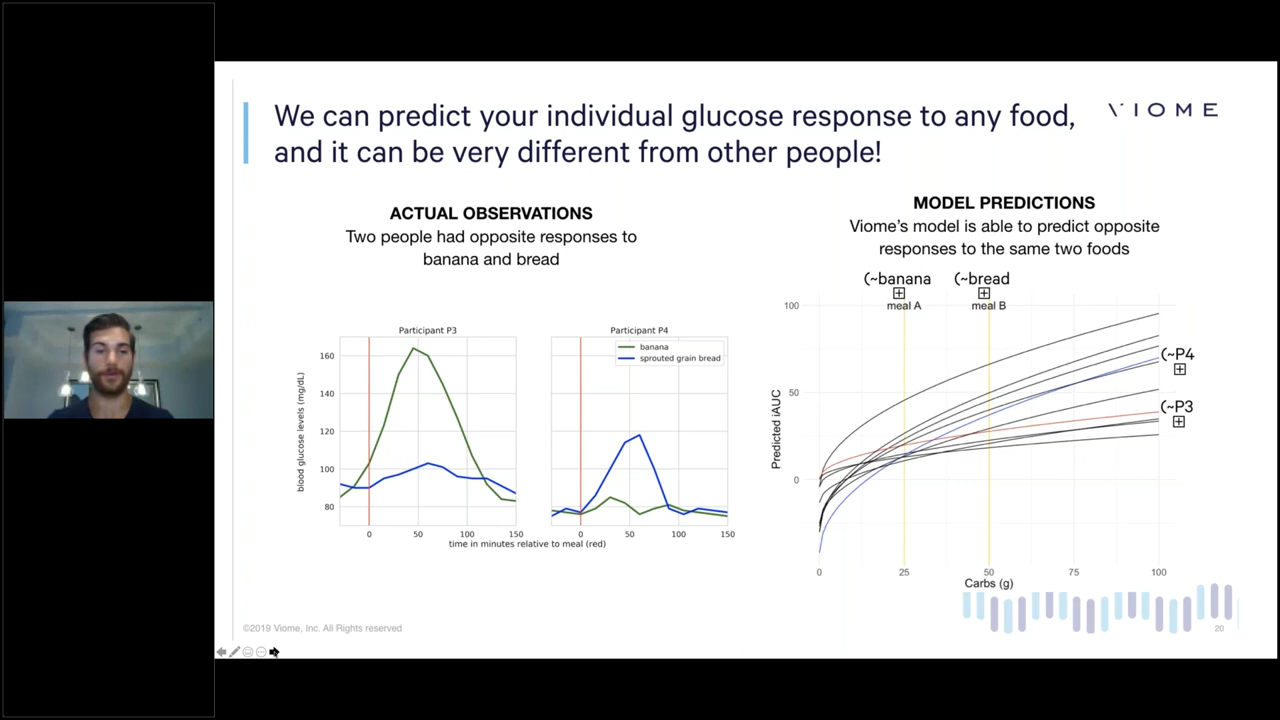 We can predict your individual glucose response to any food,
and it can be very different from other people!
VIOME
ACTUAL OBSERVATIONS
Two people had opposite responses to
banana and bread
MODEL PREDICTIONS
Viome's model is able to predict opposite
responses to the same two foods
Participant P3
160
140
120
100
80
blood glucose levels (mg/dL)
0 50 100 150
Participant P4
banana
sprouted grain bread
0 50 100 150
time in minutes relative to meal (red)
(~banana
(~bread
meal A
meal B
100
50
0
Predicted iAUC
(~P4
(~P3
0 25 50 75 100
Carbs (g)
©2019 Viome, Inc. All Rights reserved
20